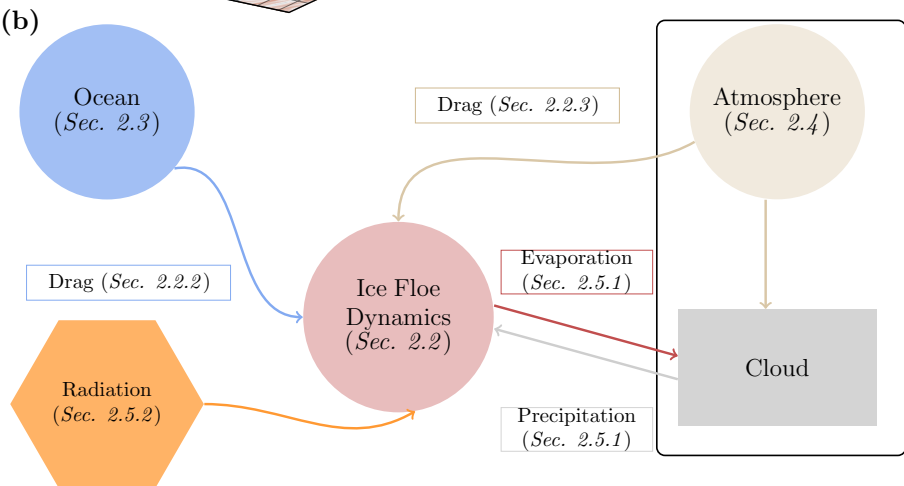 (b)
Ocean
(Sec. 2.3)
Drag (Sec. 2.2.3)
Atmosphere
(Sec. 2.4)
Drag (Sec. 2.2.2)
Ice Floe
Dynamics
(Sec. 2.2)
Evaporation
(Sec. 2.5.1)
Cloud
Radiation
(Sec. 2.5.2)
Precipitation
(Sec. 2.5.1)